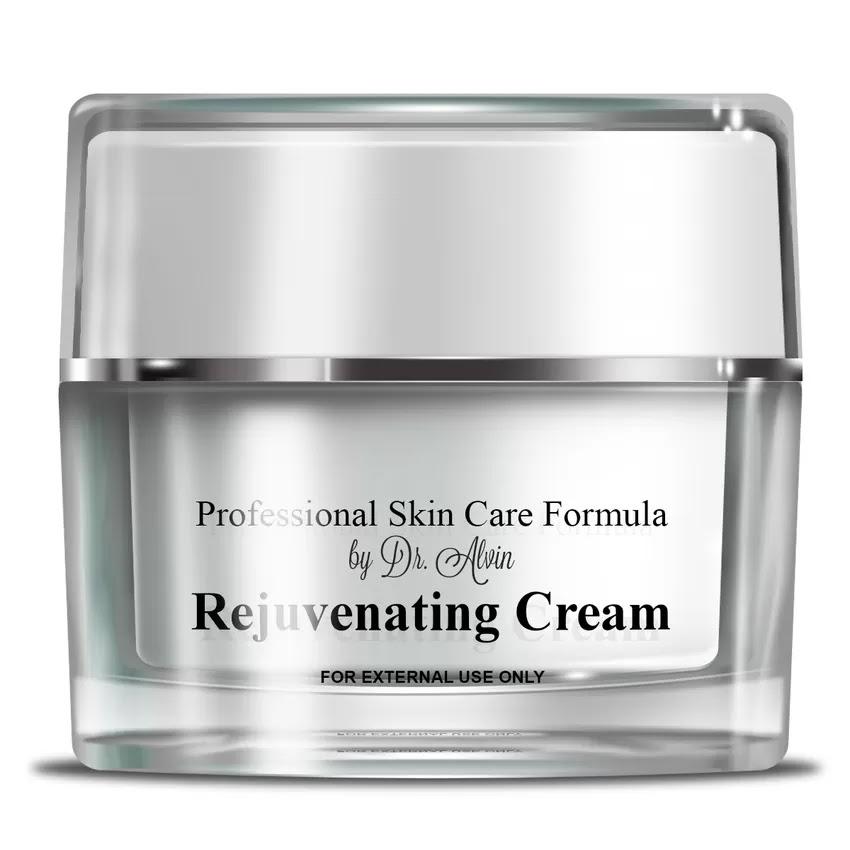 Professional Skin Care Formula
by Dr. Alvin
Rejuvenating Cream
FOR EXTERNAL USE ONLY